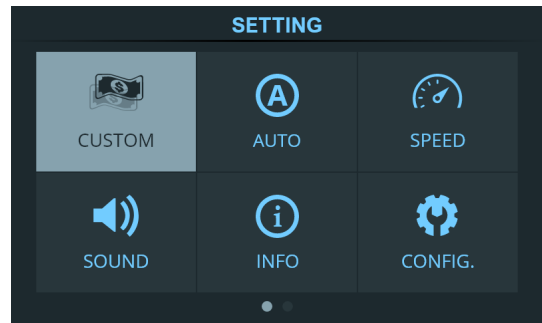 SETTING
CUSTOM
A
AUTO
SPEED
SOUND
i
INFO
CONFIG.